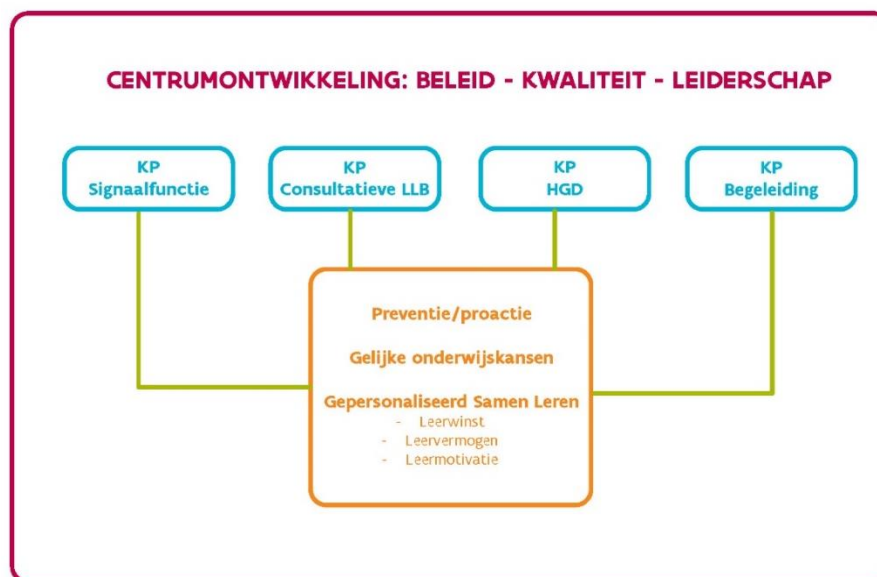 CENTRUMONTWIKKELING: BELEID - KWALITEIT - LEIDERSCHAP
KP
Signaalfunctie
KP
Consultatieve LLB
KP
HGD
KP
Begeleiding
Preventie/proactie
Gelijke onderwijskansen
Gepersonaliseerd Samen Leren
- Leerwinst
- Leervermogen
- Leermotivatie